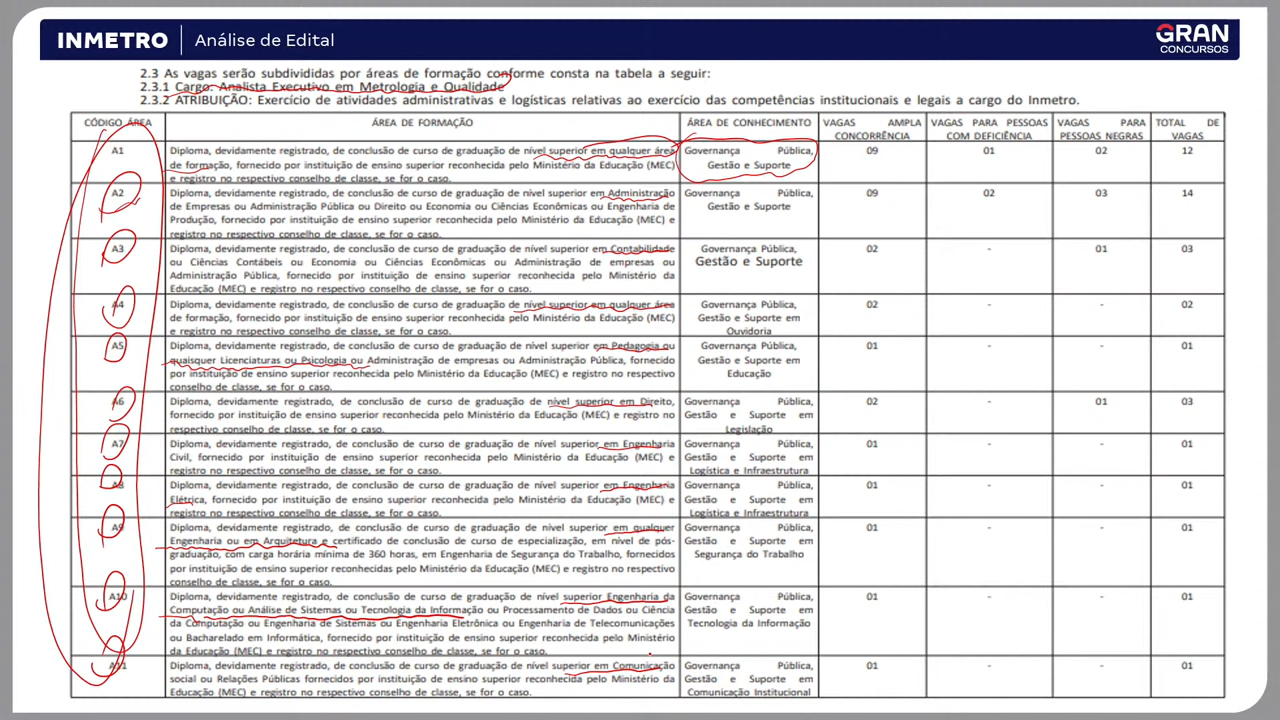 INMETRO | Análise de Edital
GRAN
CONCURSOS
2.3 As vagas serão subdivididas por áreas de formação conforme consta na tabela a seguir:
2.3.1 Cargo: Analista Executivo em Metrologia e Qualidade
2.3.2 ATRIBUIÇÃO: Exercício de atividades administrativas e logísticas relativas ao exercício das competências institucionais e legais a cargo do Inmetro.
CÓDIGO ÁREA
ÁREA DE FORMAÇÃO
ÁREA DE CONHECIMENTO
VAGAS AMPLA
CONCORRÊNCIA
VAGAS PARA PESSOAS
COM DEFICIÊNCIA
VAGAS PARA
PESSOAS NEGRAS
TOTAL DE
VAGAS
A1
Diploma, devidamente registrado, de conclusão de curso de graduação de nível superior em qualquer área
de formação, fornecido por instituição de ensino superior reconhecida pelo Ministério da Educação (MEC)
e registro no respectivo conselho de classe, se for o caso.
Governança Pública,
Gestão e Suporte
09
01
02
12
A2
Diploma, devidamente registrado, de conclusão de curso de graduação de nível superior em Administração
de Empresas ou Administração Pública ou Direito ou Economia ou Ciências Econômicas ou Engenharia de
Produção, fornecido por instituição de ensino superior reconhecida pelo Ministério da Educação (MEC) e
registro no respectivo conselho de classe, se for o caso.
Governança Pública,
Gestão e Suporte
09
02
03
14
A3
Diploma, devidamente registrado, de conclusão de curso de graduação de nível superior em Contabilidade
ou Ciências Contábeis ou Economia ou Ciências Econômicas ou Administração de empresas ou
Administração Pública, fornecido por instituição de ensino superior reconhecida pelo Ministério da
Educação (MEC) e registro no respectivo conselho de classe, se for o caso.
Governança Pública,
Gestão e Suporte
02
-
01
03
A4
Diploma, devidamente registrado, de conclusão de curso de graduação de nível superior em qualquer área
de formação, fornecido por instituição de ensino superior reconhecida pelo Ministério da Educação (MEC)
e registro no respectivo conselho de classe, se for o caso.
Governança Pública,
Gestão e Suporte em
Ouvidoria
02
-
-
02
A5
Diploma, devidamente registrado, de conclusão de curso de graduação de nível superior em Pedagogia ou
quaisquer Licenciaturas ou Psicologia ou Administração de empresas ou Administração Pública, fornecido
por instituição de ensino superior reconhecida pelo Ministério da Educação (MEC) e registro no respectivo
conselho de classe, se for o caso.
Governança Pública,
Gestão e Suporte em
Educação
01
-
-
01
A6
Diploma, devidamente registrado, de conclusão de curso de graduação de nível superior em Direito,
fornecido por instituição de ensino superior reconhecida pelo Ministério da Educação (MEC) e registro no
respectivo conselho de classe, se for o caso.
Governança Pública,
Gestão e Suporte em
Legislação
02
-
01
03
A7
Diploma, devidamente registrado, de conclusão de curso de graduação de nível superior em Engenharia
Civil, fornecido por instituição de ensino superior reconhecida pelo Ministério da Educação (MEC) e
registro no respectivo conselho de classe, se for o caso.
Governança Pública,
Gestão e Suporte em
Logística e Infraestrutura
01
-
-
01
A8
Diploma, devidamente registrado, de conclusão de curso de graduação de nível superior em Engenharia
Elétrica, fornecido por instituição de ensino superior reconhecida pelo Ministério da Educação (MEC) e
registro no respectivo conselho de classe, se for o caso.
Governança Pública,
Gestão e Suporte em
Logística e Infraestrutura
01
-
-
01
A9
Diploma, devidamente registrado, de conclusão de curso de graduação de nível superior em qualquer
Engenharia ou em Arquitetura e certificado de conclusão de curso de especialização, em nível de pós-
graduação, com carga horária mínima de 360 horas, em Engenharia de Segurança do Trabalho, fornecidos
por instituição de ensino superior reconhecidas pelo Ministério da Educação (MEC) e registro no respectivo
conselho de classe, se for o caso.
Governança Pública,
Gestão e Suporte em
Segurança do Trabalho
01
-
-
01
A10
Diploma, devidamente registrado, de conclusão de curso de graduação de nível superior Engenharia da
Computação ou Análise de Sistemas ou Tecnologia da Informação ou Processamento de Dados ou Ciência
da Computação ou Engenharia de Sistemas ou Engenharia Eletrônica ou Engenharia de Telecomunicações
ou Bacharelado em Informática, fornecido por instituição de ensino superior reconhecida pelo Ministério
da Educação (MEC) e registro no respectivo conselho de classe, se for o caso.
Governança Pública,
Gestão e Suporte em
Tecnologia da Informação
01
-
-
01
A11
Diploma, devidamente registrado, de conclusão de curso de graduação de nível superior em Comunicação
social ou Relações Públicas fornecidos por instituição de ensino superior reconhecida pelo Ministério da
Educação (MEC) e registro no respectivo conselho de classe, se for o caso.
Governança Pública,
Gestão e Suporte em
Comunicação Institucional
01
-
-
01